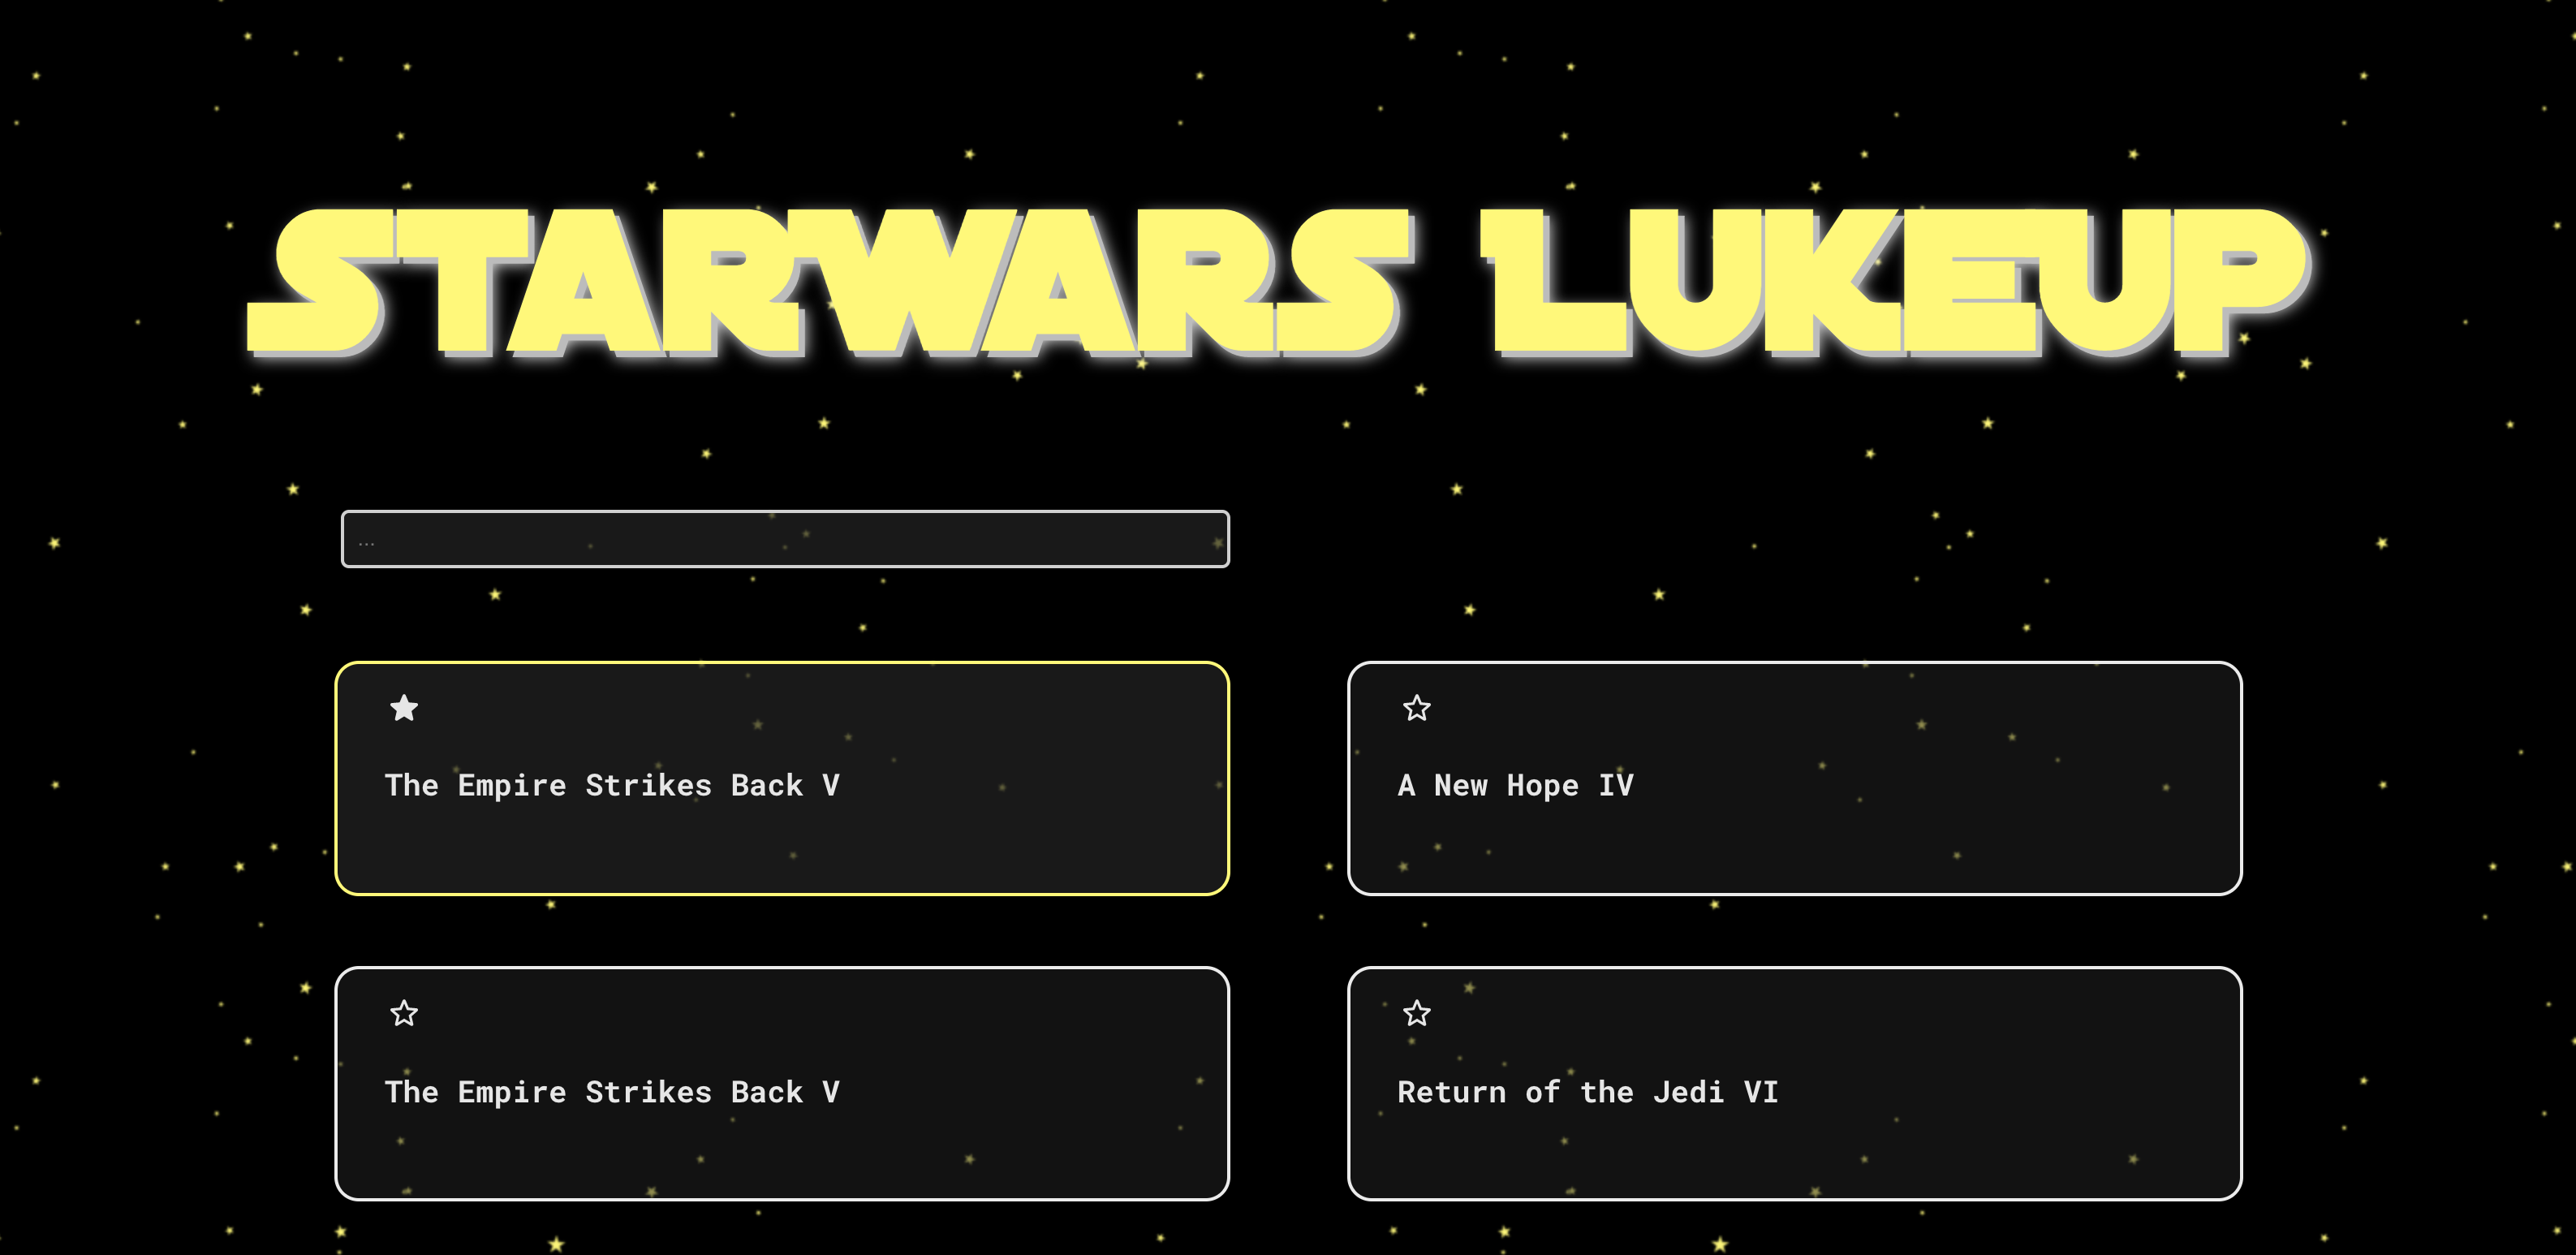 STARWARS LUKEUP
...
The Empire Strikes Back V
A New Hope IV
The Empire Strikes Back V
Return of the Jedi VI